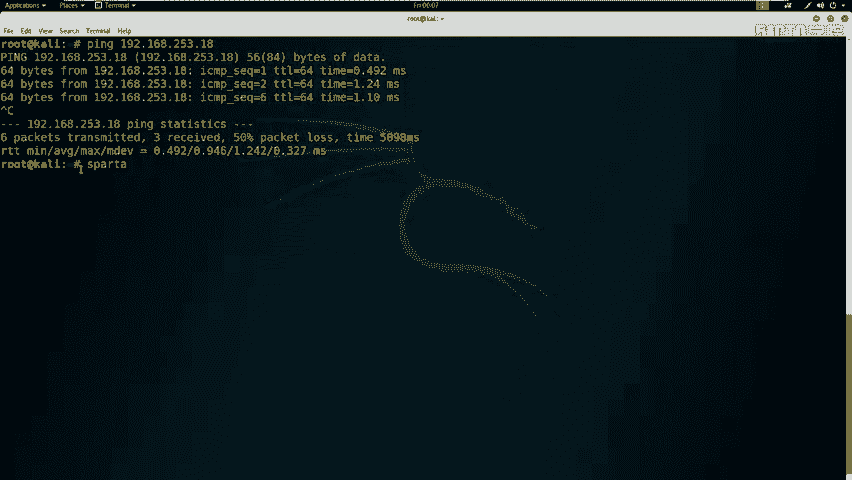 Applications Places Terminal Fri 00:07
root@kali: ~
File Edit View Search Terminal Help
root@kali: # ping 192.168.253.18
PING 192.168.253.18 (192.168.253.18) 56(84) bytes of data.
64 bytes from 192.168.253.18: icmp_seq=1 ttl=64 time=0.492 ms
64 bytes from 192.168.253.18: icmp_seq=2 ttl=64 time=1.24 ms
64 bytes from 192.168.253.18: icmp_seq=6 ttl=64 time=1.10 ms
^C
--- 192.168.253.18 ping statistics ---
6 packets transmitted, 3 received, 50% packet loss, time 5098ms
rtt min/avg/max/mdev = 0.492/0.946/1.242/0.327 ms
root@kali: # sparta